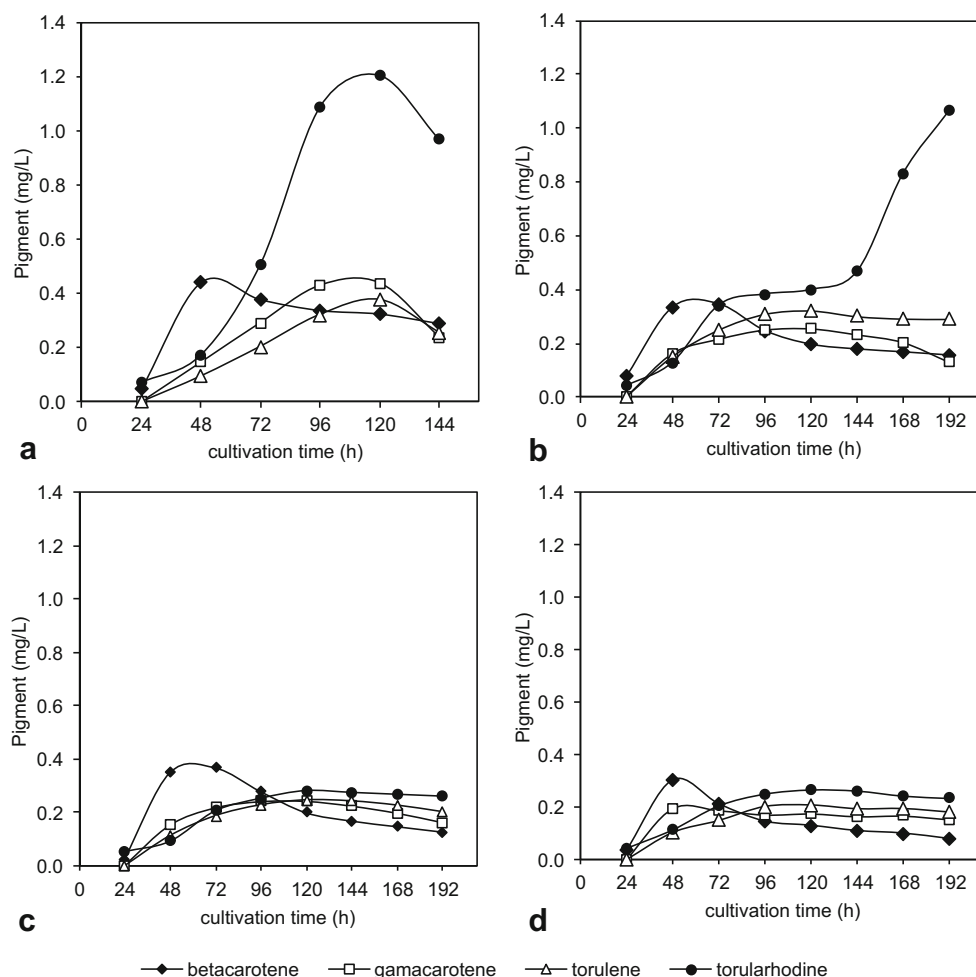 1.4
1.2
1.0
0.8
0.6
0.4
0.2
0.0
Pigment (mg/L)
0 24 48 72 96 120 144
cultivation time (h)
a
1.4
1.2
1.0
0.8
0.6
0.4
0.2
0.0
Pigment (mg/L)
0 24 48 72 96 120 144 168 192
cultivation time (h)
b
1.4
1.2
1.0
0.8
0.6
0.4
0.2
0.0
Pigment (mg/L)
0 24 48 72 96 120 144 168 192
cultivation time (h)
c
1.4
1.2
1.0
0.8
0.6
0.4
0.2
0.0
Pigment (mg/L)
0 24 48 72 96 120 144 168 192
cultivation time (h)
d
betacarotene gamacarotene torulene torularhodine